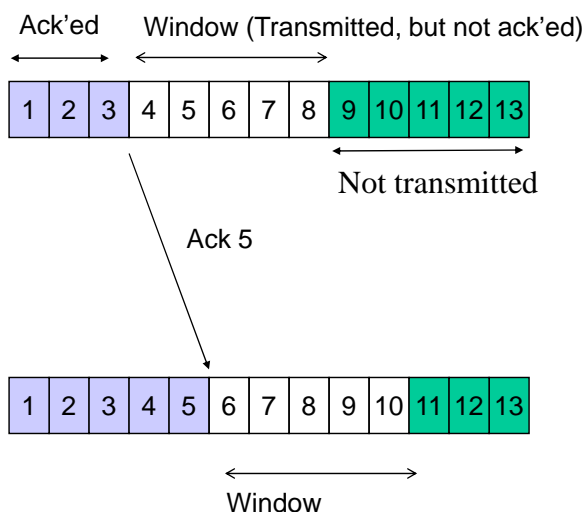 Ack'ed
Window (Transmitted, but not ack'ed)
1 2 3 4 5 6 7 8 9 10 11 12 13
Not transmitted
Ack 5
1 2 3 4 5 6 7 8 9 10 11 12 13
Window